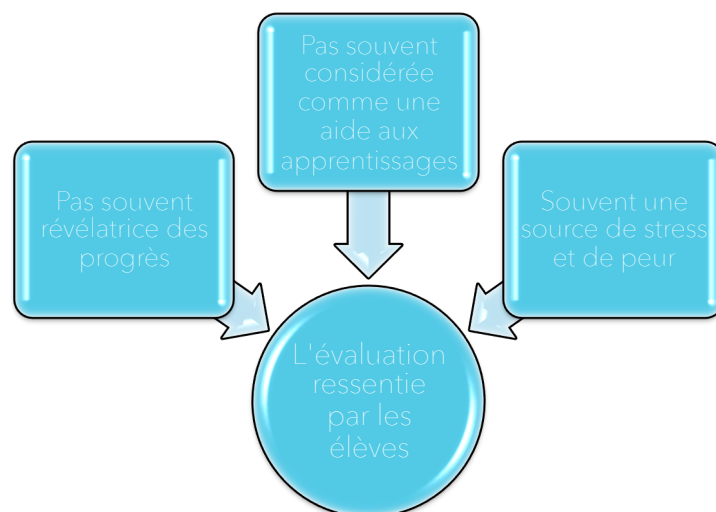 Pas souvent
considérée
comme une
aide aux
apprentissages
Pas souvent
révélatrice des
progrès
Souvent une
source de stress
et de peur
L'évaluation
ressentie
par les
élèves